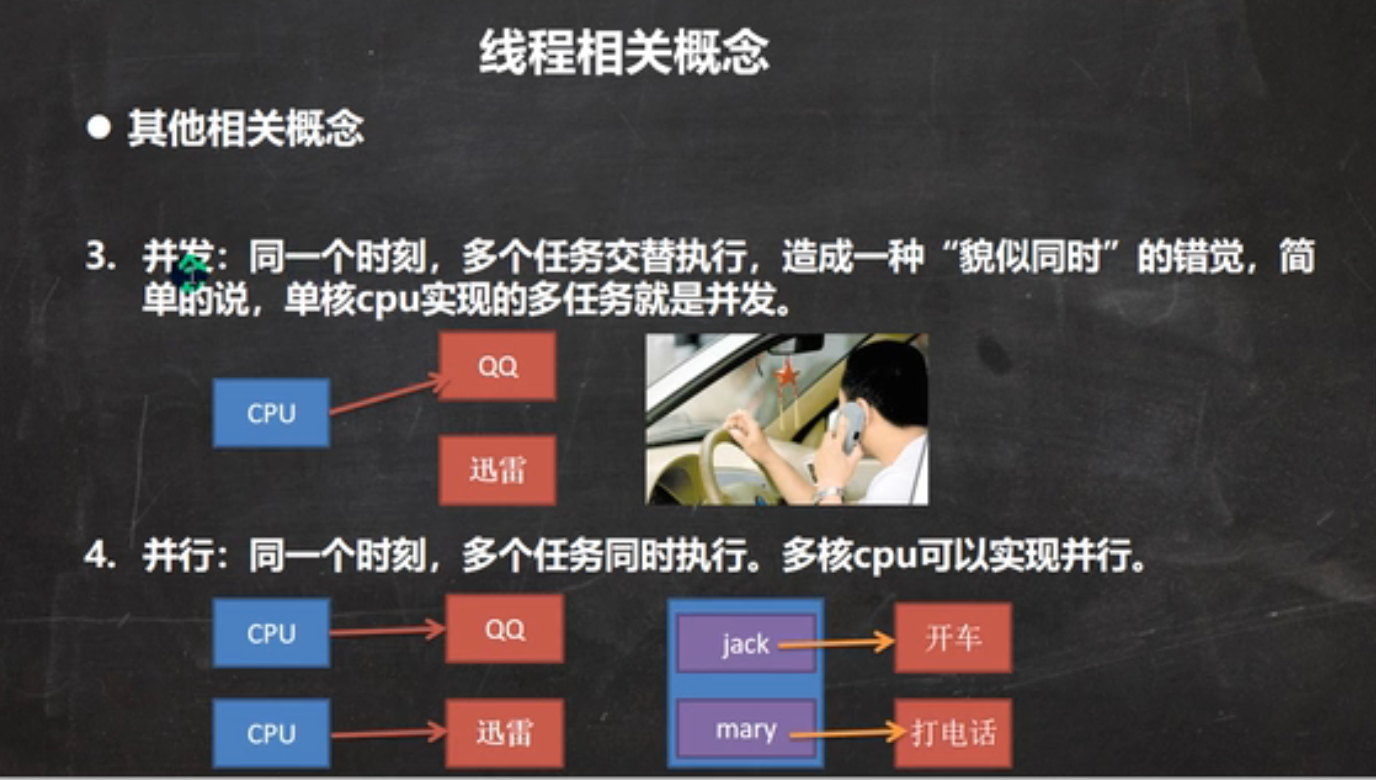 线程相关概念
● 其他相关概念
3. 并发：同一个时刻，多个任务交替执行，造成一种“貌似同时”的错觉，简
单的说，单核cpu实现的多任务就是并发。
QQ
CPU
迅雷
4. 并行：同一个时刻，多个任务同时执行。多核cpu可以实现并行。
CPU
QQ
jack
开车
CPU
迅雷
mary
打电话